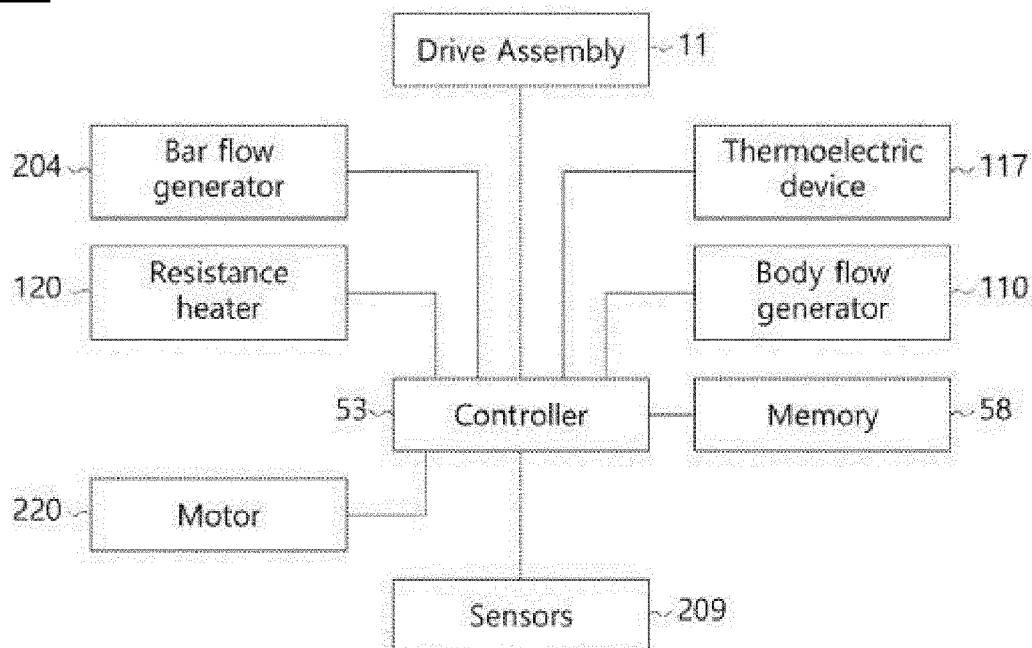 Drive Assembly 11
204 Bar flow generator
Thermoelectric device 117
120 Resistance heater
Body flow generator 110
53 Controller
Memory 58
220 Motor
Sensors 209